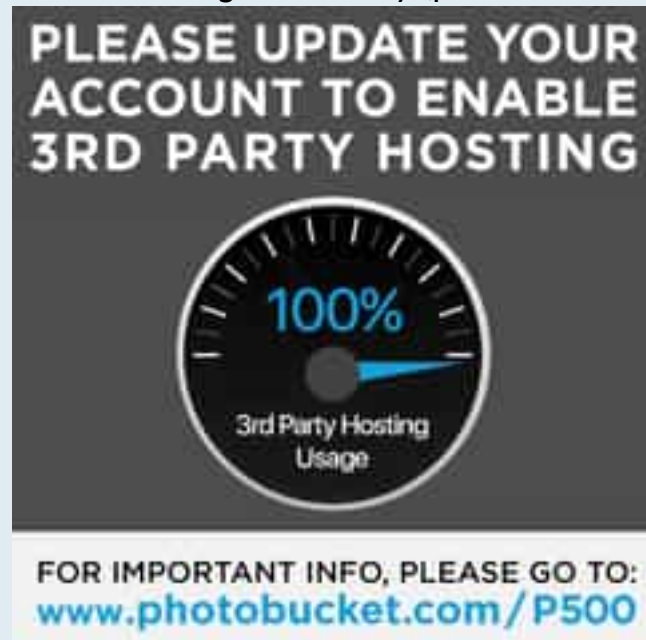 PLEASE UPDATE YOUR
ACCOUNT TO ENABLE
3RD PARTY HOSTING
100%
3rd Party Hosting
Usage
FOR IMPORTANT INFO, PLEASE GO TO:
www.photobucket.com/P500